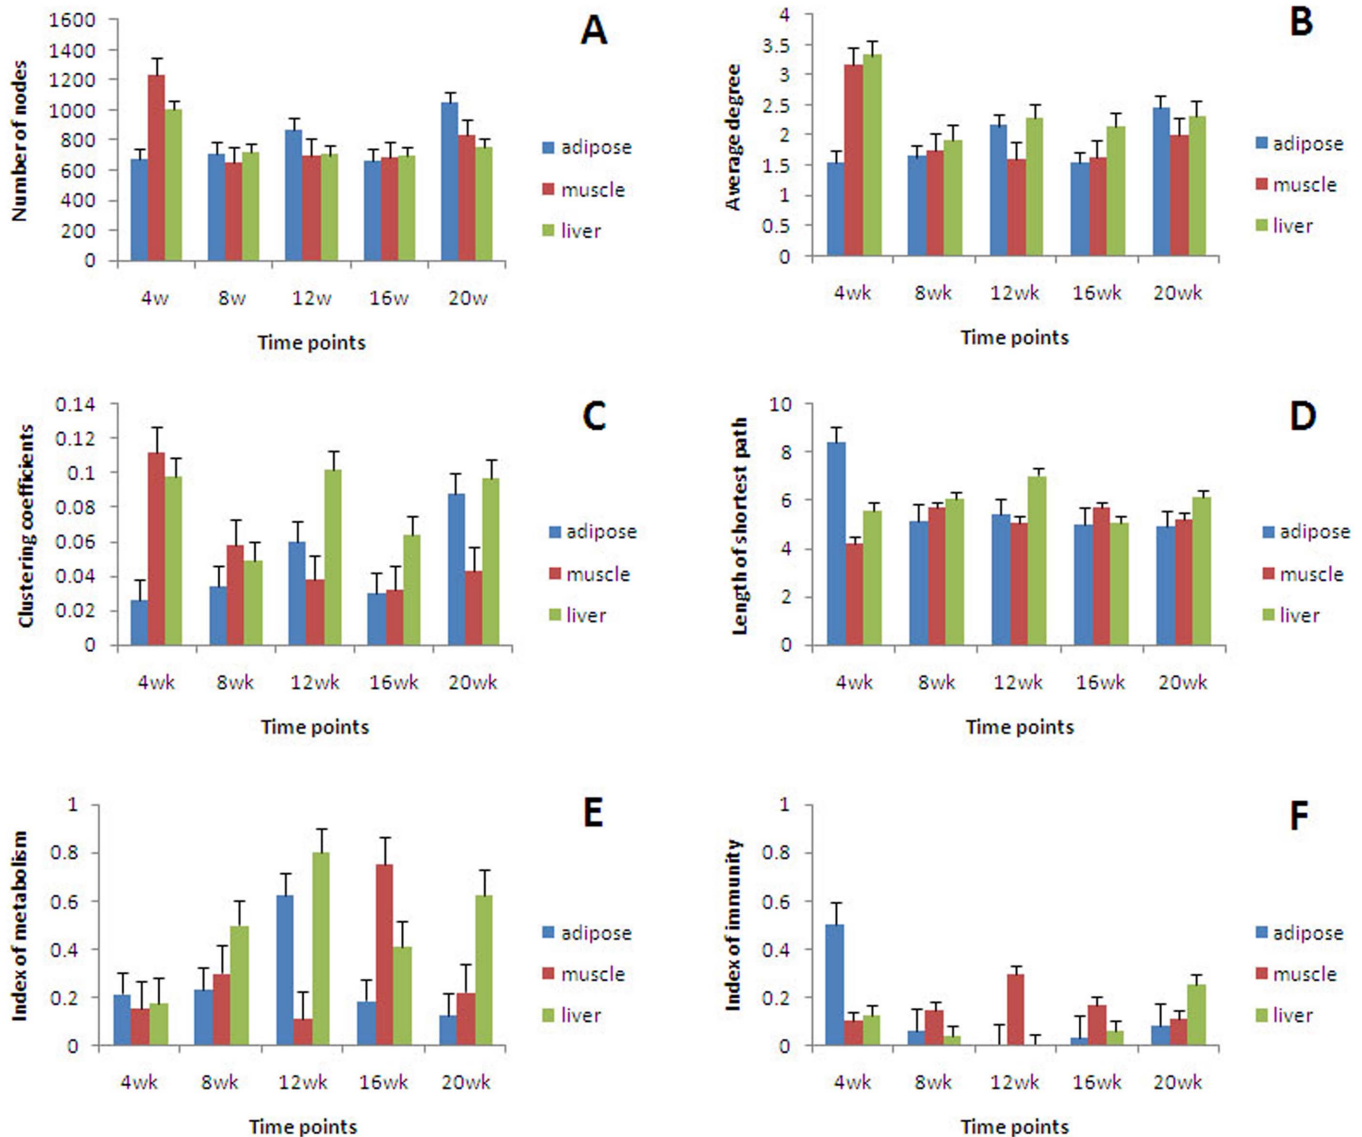 A
Number of nodes
1600
1400
1200
1000
800
600
400
200
0
4w 8w 12w 16w 20w
Time points
adipose
muscle
liver
B
Average degree
4
3.5
3
2.5
2
1.5
1
0.5
0
4wk 8wk 12wk 16wk 20wk
Time points
adipose
muscle
liver
C
Clustering coefficients
0.14
0.12
0.1
0.08
0.06
0.04
0.02
0
4wk 8wk 12wk 16wk 20wk
Time points
adipose
muscle
liver
D
Length of shortest path
10
8
6
4
2
0
4wk 8wk 12wk 16wk 20wk
Time points
adipose
muscle
liver
E
Index of metabolism
1
0.8
0.6
0.4
0.2
0
4wk 8wk 12wk 16wk 20wk
Time points
adipose
muscle
liver
F
Index of immunity
1
0.8
0.6
0.4
0.2
0
4wk 8wk 12wk 16wk 20wk
Time points
adipose
muscle
liver